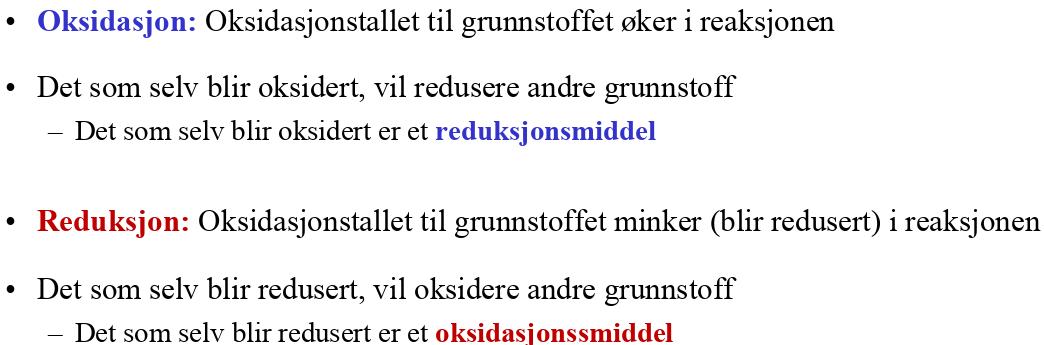 • Oksidasjon: Oksidasjonstallet til grunnstoffet øker i reaksjonen
• Det som selv blir oksidert, vil redusere andre grunnstoff
– Det som selv blir oksidert er et reduksjonsmiddel
• Reduksjon: Oksidasjonstallet til grunnstoffet minker (blir redusert) i reaksjonen
• Det som selv blir redusert, vil oksidere andre grunnstoff
– Det som selv blir redusert er et oksidasjonssmiddel